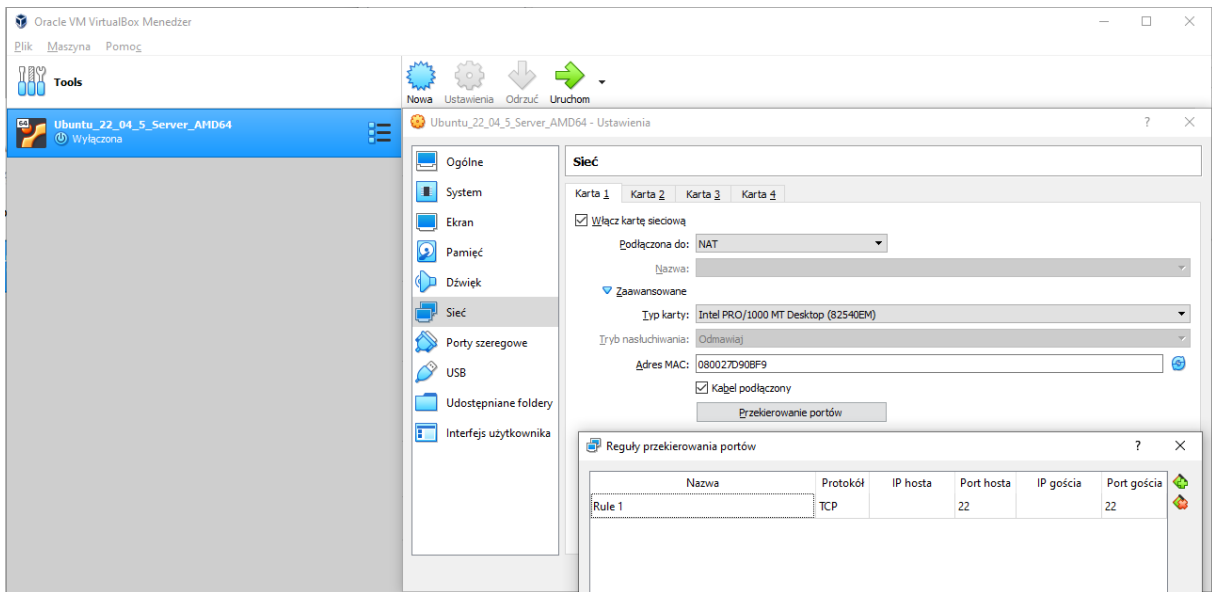 Oracle VM VirtualBox Menedżer
Plik Maszyna Pomoc
Tools
Nowa Ustawienia Odrzuć Uruchom
64
Ubuntu_22_04_5_Server_AMD64
Wyłączona
Ubuntu_22_04_5_Server_AMD64 - Ustawienia
?
Ogólne
System
Ekran
Pamięć
Dźwięk
Sieć
Porty szeregowe
USB
Udostępniane foldery
Interfejs użytkownika
Sieć
Karta 1 Karta 2 Karta 3 Karta 4
Włącz kartę sieciową
Podłączona do: NAT
Nazwa:
Zaawansowane
Typ karty: Intel PRO/1000 MT Desktop (82540EM)
Tryb nasłuchiwania: Odmawiaj
Adres MAC: 080027D90BF9
Kabel podłączony
Przekierowanie portów
Reguły przekierowania portów ?
Nazwa Protokół IP hosta Port hosta IP gościa Port gościa
Rule 1 TCP 22 22